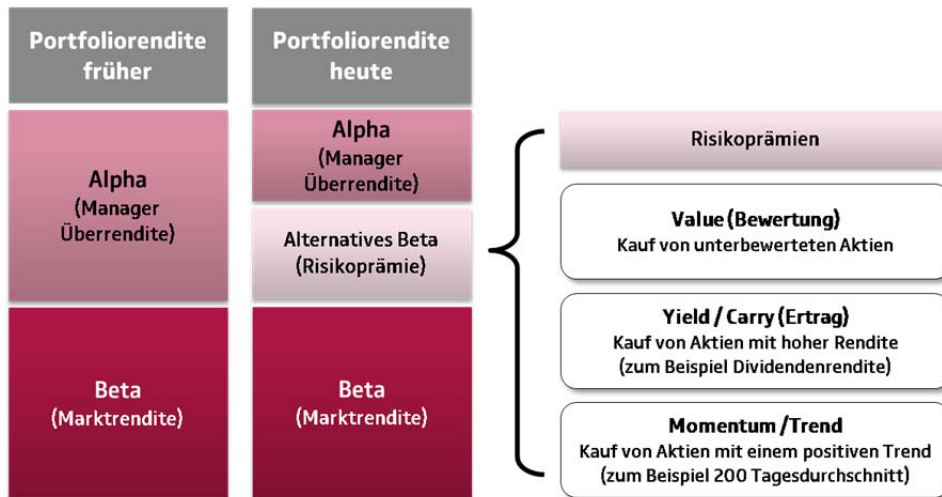 Portfoliorendite
früher
Alpha
(Manager
Überrendite)
Beta
(Marktrendite)
Portfoliorendite
heute
Alpha
(Manager
Überrendite)
Alternatives Beta
(Risikoprämie)
Beta
(Marktrendite)
Risikoprämien
Value (Bewertung)
Kauf von unterbewerteten Aktien
Yield / Carry (Ertrag)
Kauf von Aktien mit hoher Rendite
(zum Beispiel Dividendenrendite)
Momentum /Trend
Kauf von Aktien mit einem positiven Trend
(zum Beispiel 200 Tagesdurchschnitt)